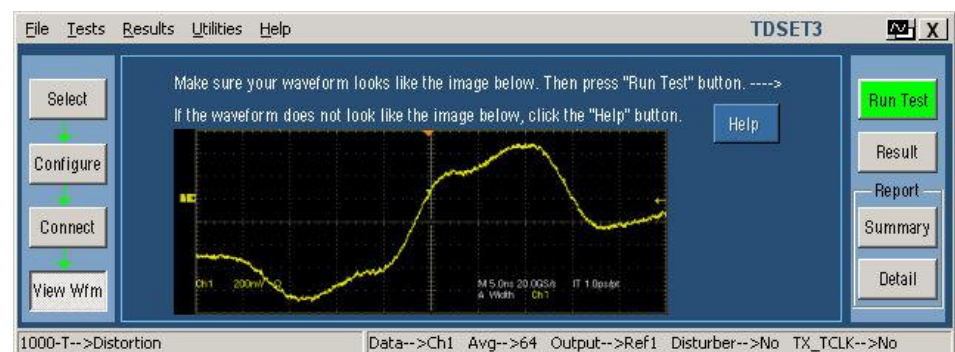 File Tests Results Utilities Help TDSET3 X
Make sure your waveform looks like the image below. Then press "Run Test" button. ---->
If the waveform does not look like the image below, click the "Help" button.
Help
Select
Configure
Connect
View Wfm
Run Test
Result
Report
Summary
Detail
Ch1 200mV Ω
M 5.0ns 20.0GS/s IT 1.0ps/pt
A Width Ch1
1000-T-->Distortion
Data-->Ch1 Avg-->64 Output-->Ref1 Disturber-->No TX_TCLK-->No